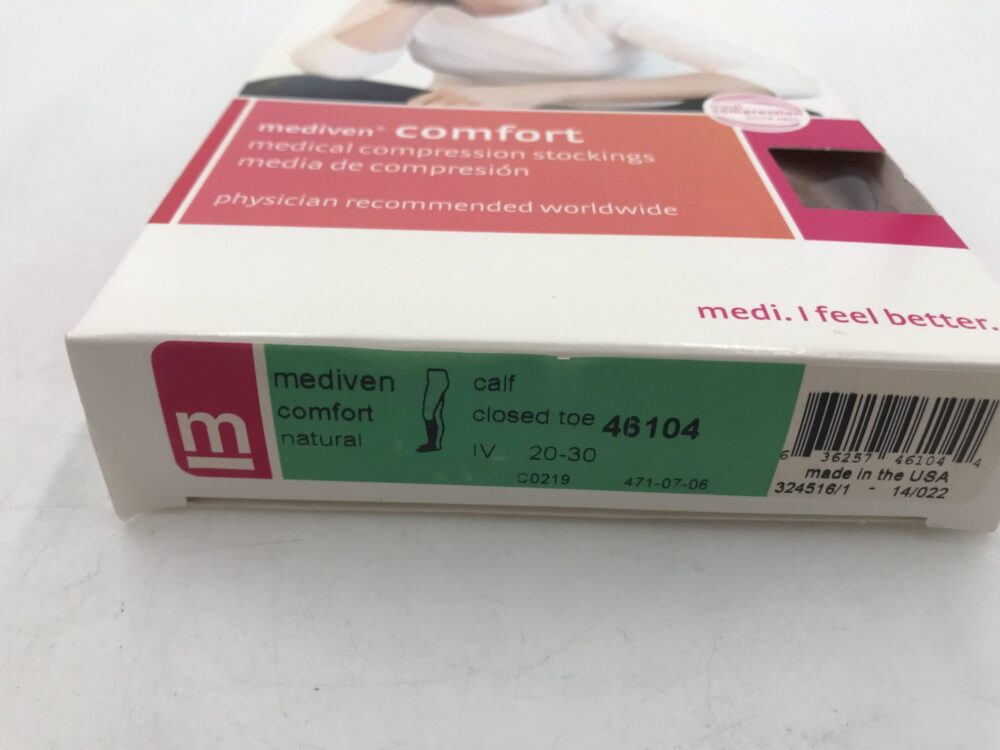 mediven® comfort
medical compression stockings
media de compresión
physician recommended worldwide
medi. I feel better.
m
mediven
comfort
natural
calf
closed toe 46104
IV 20-30
C0219 471-07-06
6 36257 46104 4
made in the USA
324516/1 - 14/022